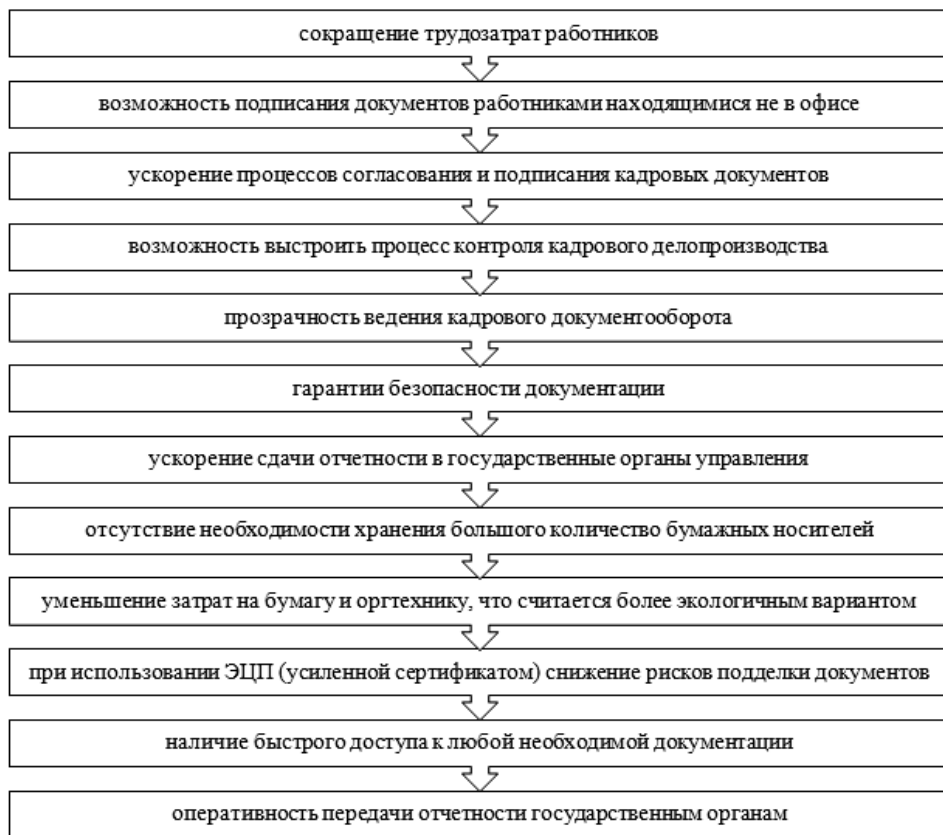 сокращение трудозатрат работников
возможность подписания документов работниками находящимися не в офисе
ускорение процессов согласования и подписания кадровых документов
возможность выстроить процесс контроля кадрового делопроизводства
прозрачность ведения кадрового документооборота
гарантии безопасности документации
ускорение сдачи отчетности в государственные органы управления
отсутствие необходимости хранения большого количество бумажных носителей
уменьшение затрат на бумагу и оргтехнику, что считается более экологичным вариантом
при использовании ЭЦП (усиленной сертификатом) снижение рисков подделки документов
наличие быстрого доступа к любой необходимой документации
оперативность передачи отчетности государственным органам